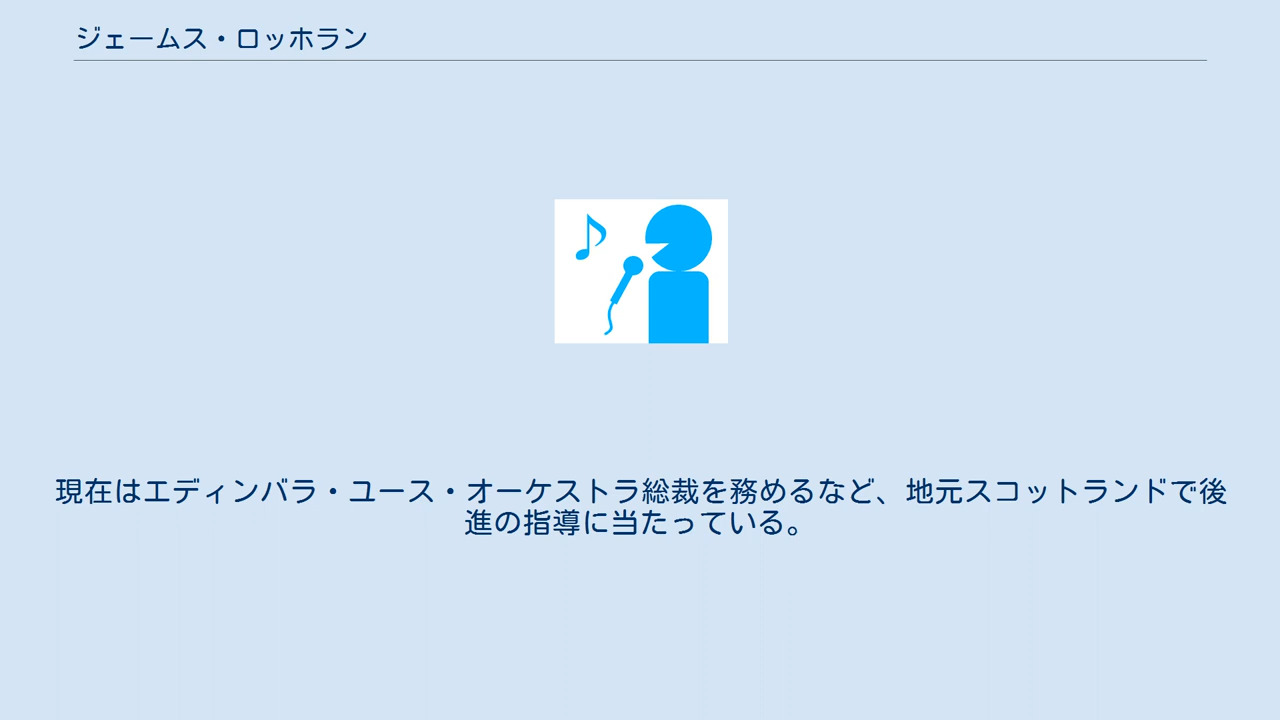 ジェームス・ロッホラン
現在はエディンバラ・ユース・オーケストラ総裁を務めるなど、地元スコットランドで後
進の指導に当たっている。